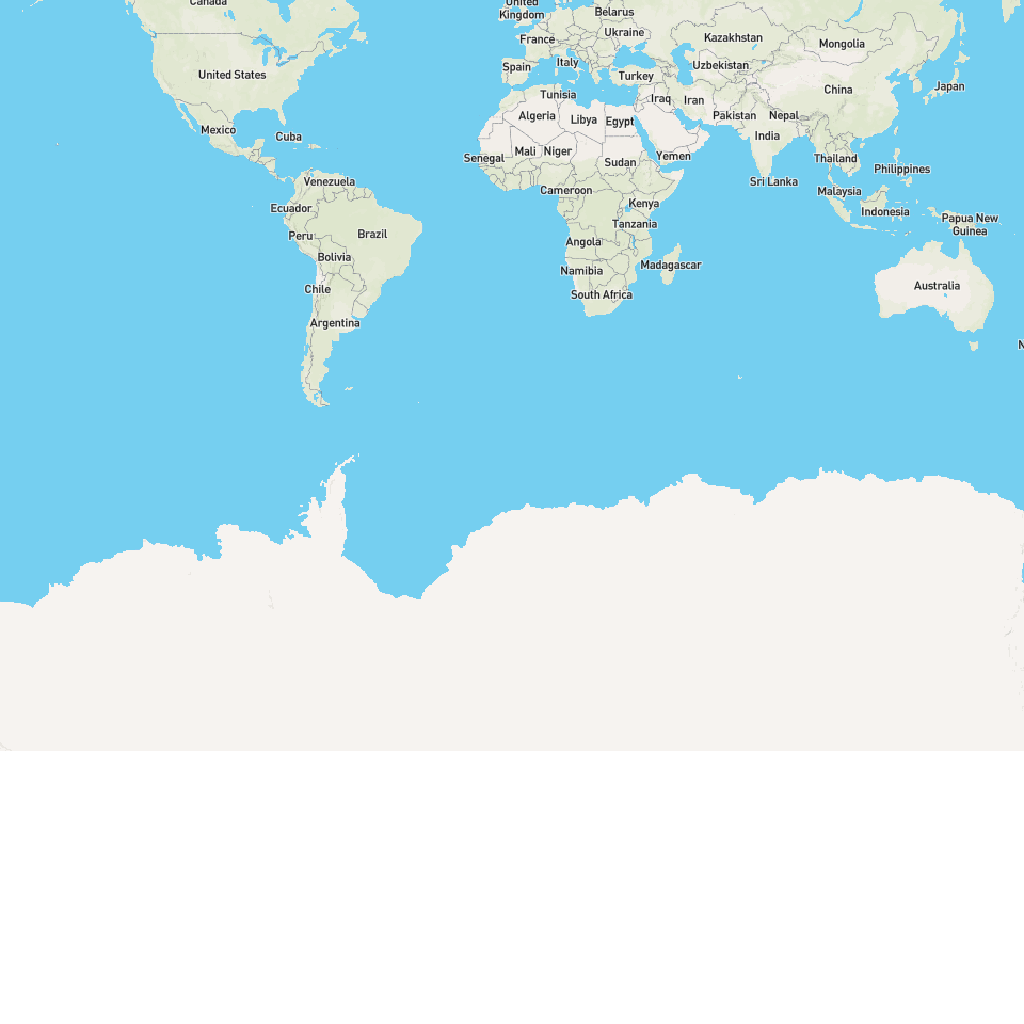 Canada
United
Kingdom
Belarus
Ukraine
France
Kazakhstan
Mongolia
Spain
Italy
Uzbekistan
United States
Turkey
China
Japan
Tunisia
Iraq
Iran
Algeria
Libya
Egypt
Pakistan
Nepal
Mexico
Cuba
India
Mali
Niger
Senegal
Sudan
Yemen
Thailand
Philippines
Venezuela
Cameroon
Sri Lanka
Malaysia
Ecuador
Kenya
Indonesia
Papua New
Guinea
Peru
Brazil
Tanzania
Angola
Bolivia
Namibia
Madagascar
Chile
South Africa
Australia
Argentina